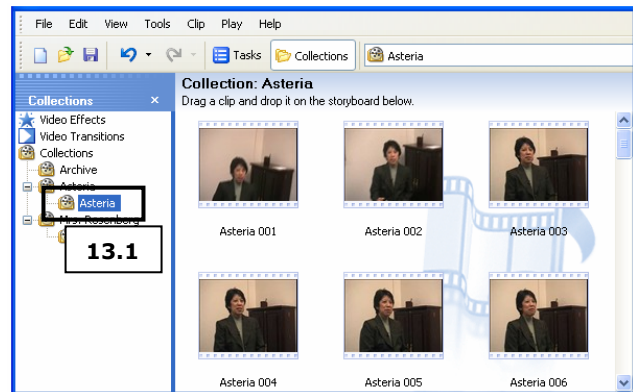 File Edit View Tools Clip Play Help
Tasks Collections Asteria
Collections ×
Collection: Asteria
Drag a clip and drop it on the storyboard below.
Video Effects
Video Transitions
Collections
Archive
Asteria
Asteria
Mrs. Rosenberg
13.1
Asteria 001 Asteria 002 Asteria 003
Asteria 004 Asteria 005 Asteria 006